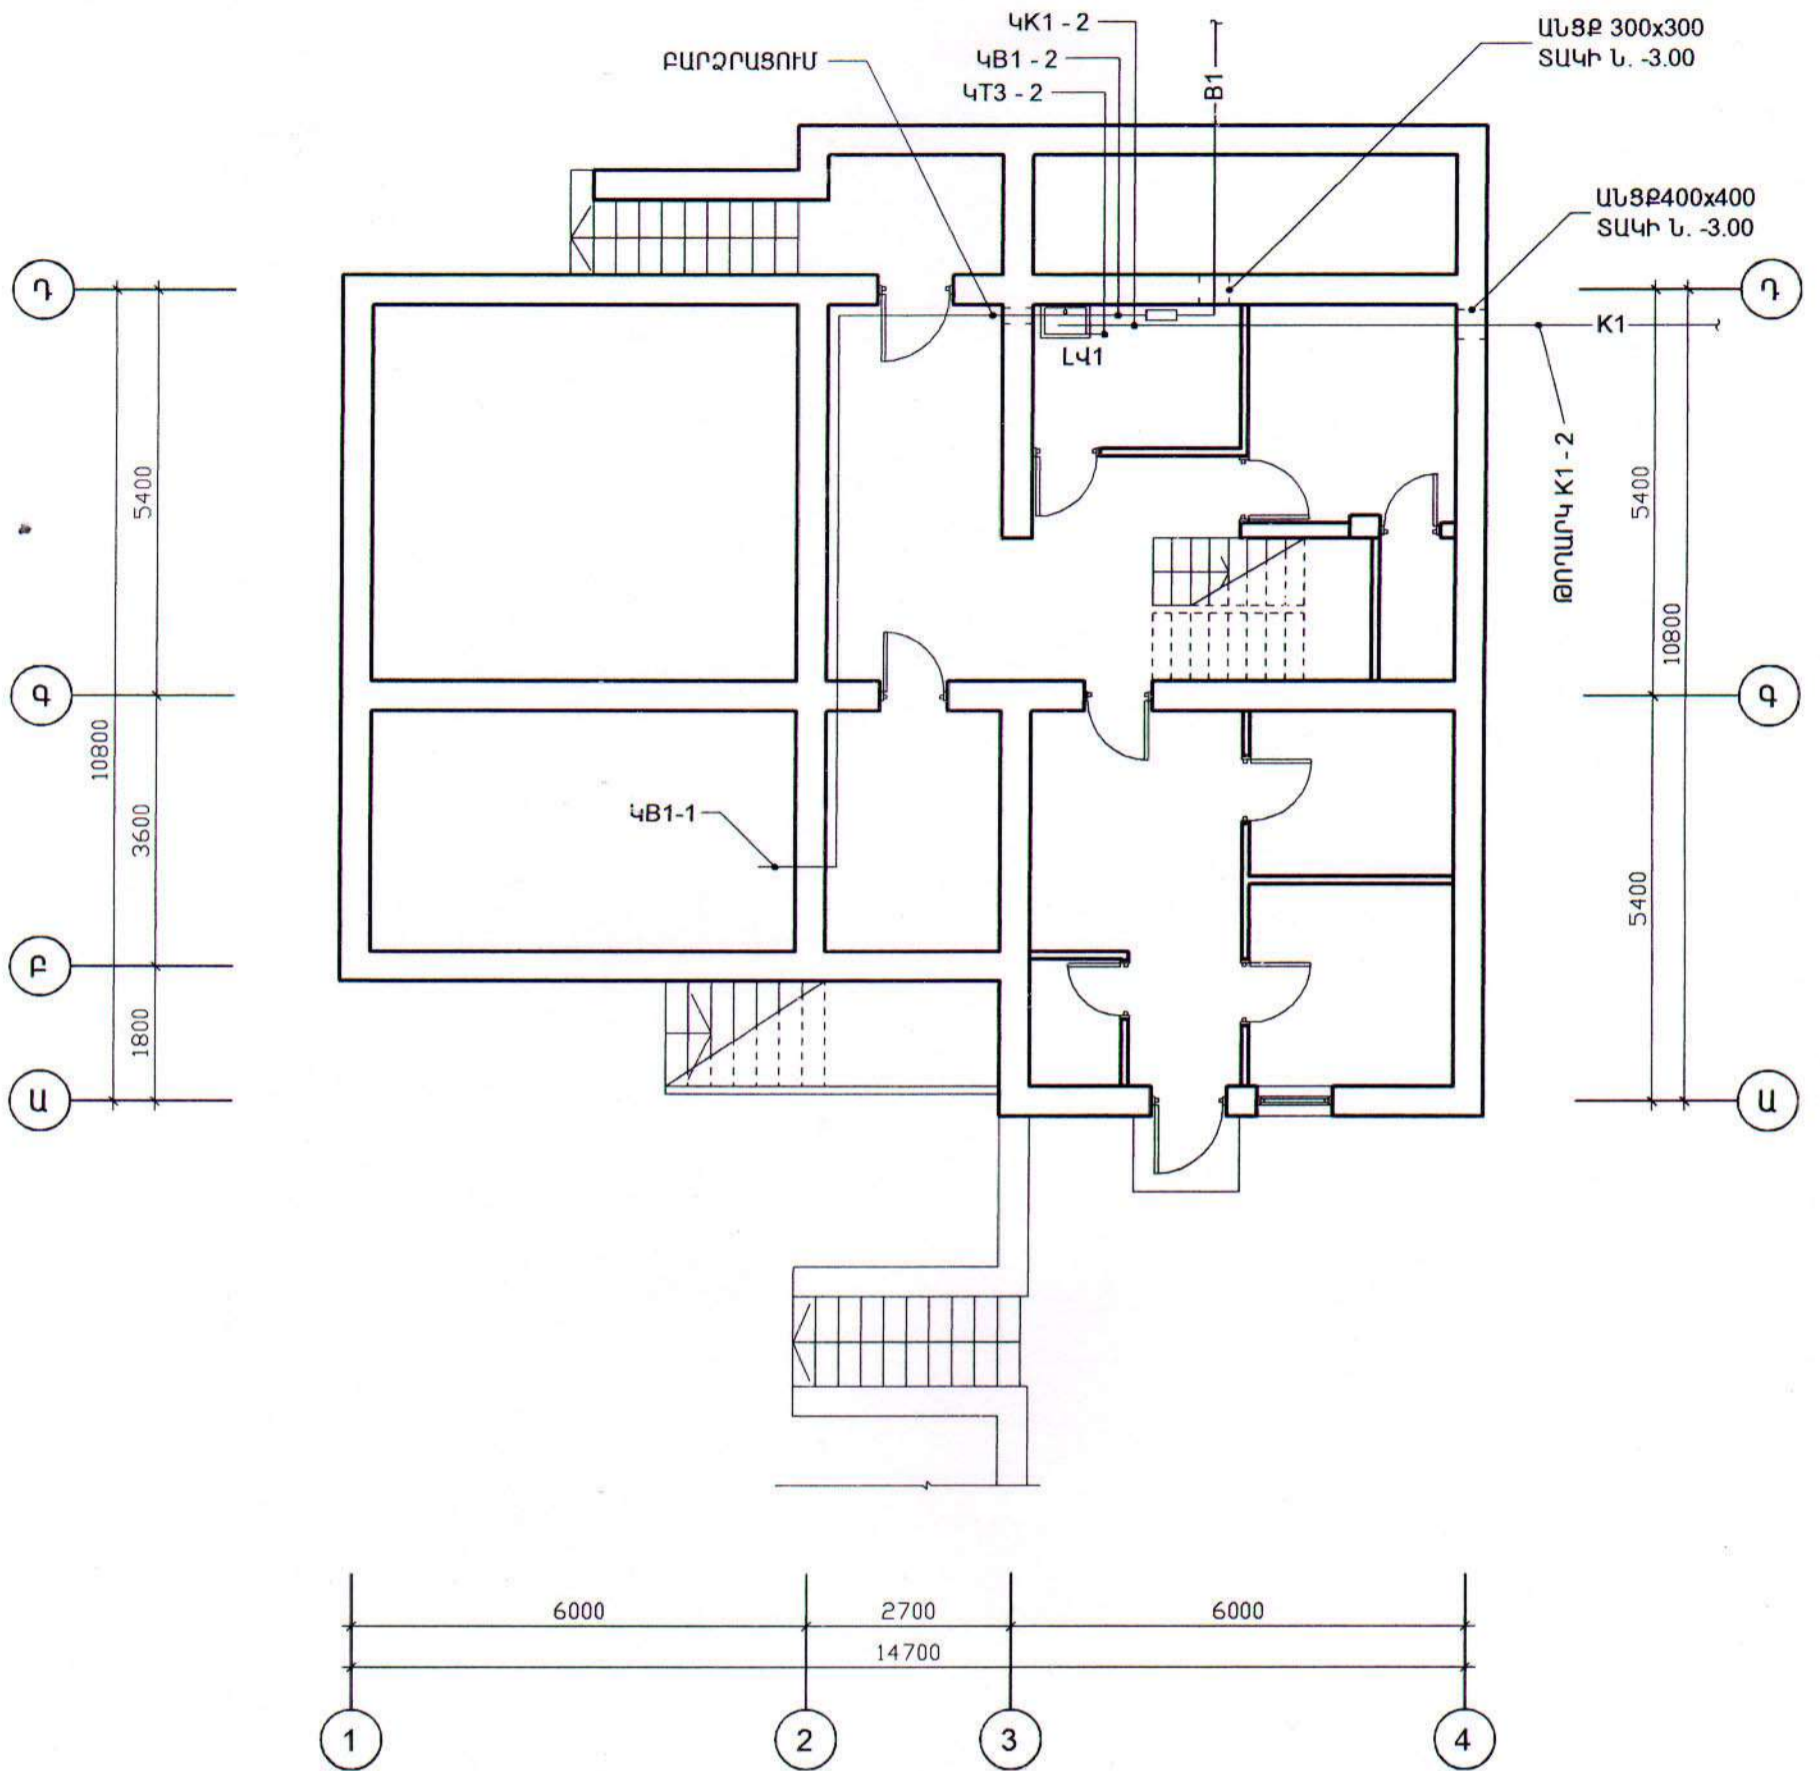 ԿK1 - 2
ԲԱՐՁՐԱՑՈՒՄ
ԿB1 - 2
ԿT3 - 2
B1
ԱՆՑՔ 300x300
ՏԱԿԻ Ն. -3.00
ԱՆՑՔ400x400
ՏԱԿԻ Ն. -3.00
Դ
Դ
K1
ԼՎ1
ԹՈՂԱՐԿ K1 - 2
5400
5400
10800
Գ
Գ
10800
3600
ԿB1-1
5400
Բ
1800
Ա
Ա
6000
2700
6000
14700
1
2
3
4